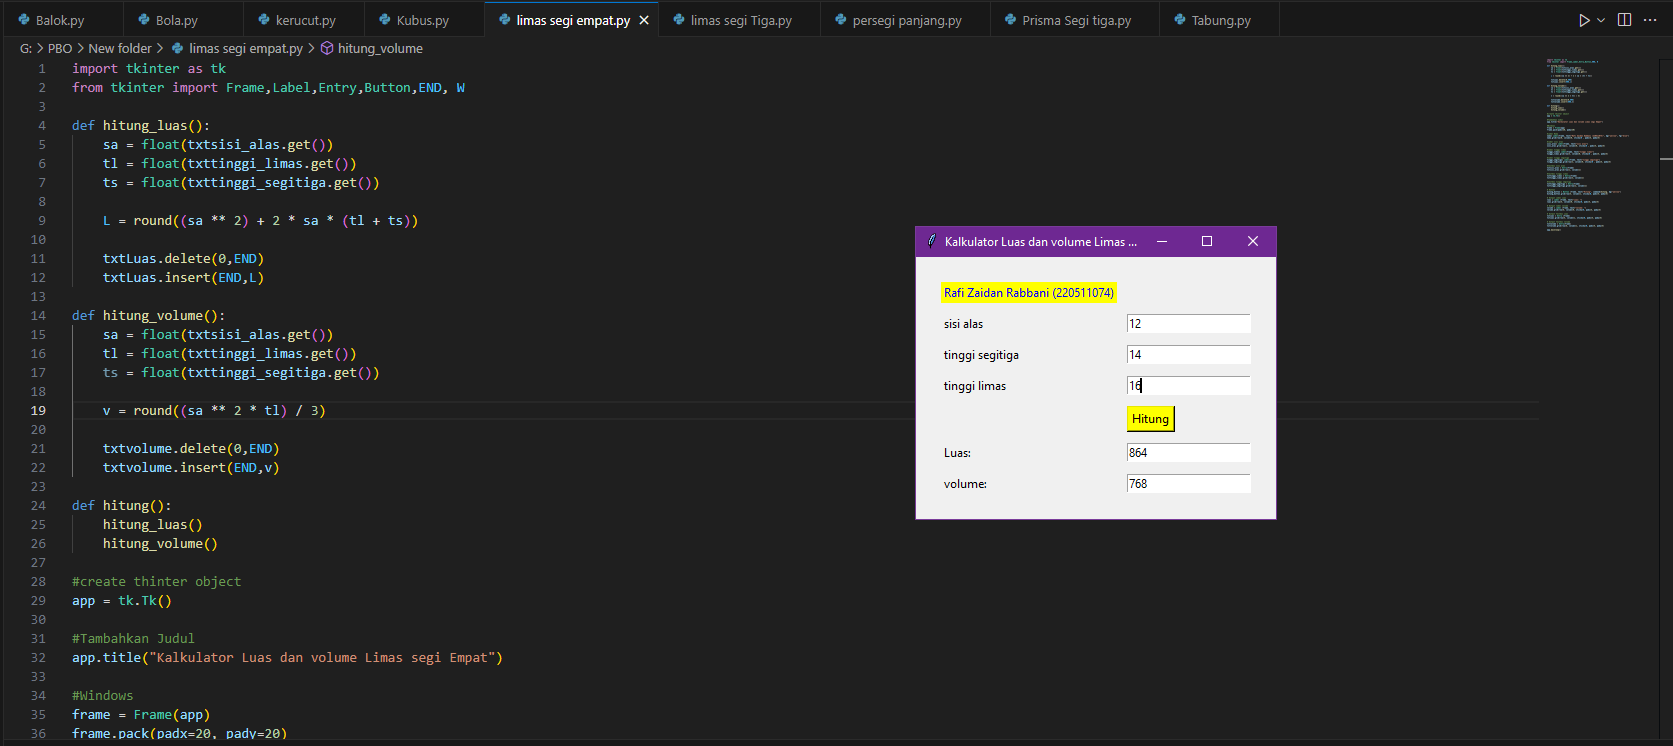 Balok.py Bola.py kerucut.py Kubus.py limas segi empat.py limas segi Tiga.py persegi panjang.py Prisma Segi tiga.py Tabung.py
G: > PBO > New folder > limas segi empat.py > hitung_volume
1 import tkinter as tk
2 from tkinter import Frame,Label,Entry,Button,END, W
3
4 def hitung_luas():
5 sa = float(txtsisi_alas.get())
6 tl = float(txttinggi_limas.get())
7 ts = float(txttinggi_segitiga.get())
8
9 L = round((sa ** 2) + 2 * sa * (tl + ts))
10
11 txtLuas.delete(0,END)
12 txtLuas.insert(END,L)
13
14 def hitung_volume():
15 sa = float(txtsisi_alas.get())
16 tl = float(txttinggi_limas.get())
17 ts = float(txttinggi_segitiga.get())
18
19 v = round((sa ** 2 * tl) / 3)
20
21 txtvolume.delete(0,END)
22 txtvolume.insert(END,v)
23
24 def hitung():
25 hitung_luas()
26 hitung_volume()
27
28 #create thinter object
29 app = tk.Tk()
30
31 #Tambahkan Judul
32 app.title("Kalkulator Luas dan volume Limas segi Empat")
33
34 #Windows
35 frame = Frame(app)
36 frame.pack(padx=20, pady=20)
Kalkulator Luas dan volume Limas ...
Rafi Zaidan Rabbani (220511074)
sisi alas 12
tinggi segitiga 14
tinggi limas 16
Hitung
Luas: 864
volume: 768